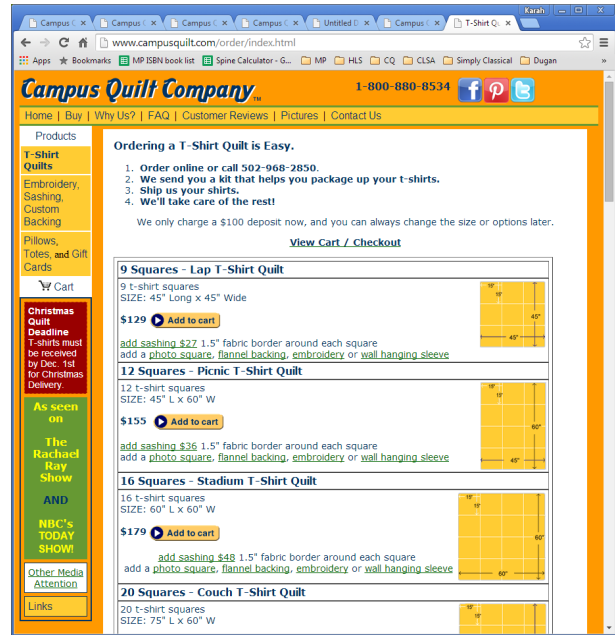 Karah
Campus C
Campus C
Campus C
Campus C
Untitled D
Campus C
T-Shirt Qu
www.campusquilt.com/order/index.html
Apps Bookmarks MP ISBN book list Spine Calculator - G... MP HLS CQ CLSA Simply Classical Dugan »
Campus Quilt Company TM
1-800-880-8534
Home | Buy | Why Us? | FAQ | Customer Reviews | Pictures | Contact Us
Products
T-Shirt
Quilts
Embroidery,
Sashing,
Custom
Backing
Pillows,
Totes, and Gift
Cards
Cart
Christmas
Quilt
Deadline
T-shirts must
be received
by Dec. 1st
for Christmas
Delivery.
As seen
on
The
Rachael
Ray
Show
AND
NBC's
TODAY
SHOW!
Other Media
Attention
Links
Ordering a T-Shirt Quilt is Easy.
1. Order online or call 502-968-2850.
2. We send you a kit that helps you package up your t-shirts.
3. Ship us your shirts.
4. We'll take care of the rest!
We only charge a $100 deposit now, and you can always change the size or options later.
View Cart / Checkout
9 Squares - Lap T-Shirt Quilt
9 t-shirt squares
SIZE: 45" Long x 45" Wide
$129 Add to cart
add sashing $27 1.5" fabric border around each square
add a photo square, flannel backing, embroidery or wall hanging sleeve
15"
15"
45"
45"
12 Squares - Picnic T-Shirt Quilt
12 t-shirt squares
SIZE: 45" L x 60" W
$155 Add to cart
add sashing $36 1.5" fabric border around each square
add a photo square, flannel backing, embroidery or wall hanging sleeve
15"
15"
60"
45"
16 Squares - Stadium T-Shirt Quilt
16 t-shirt squares
SIZE: 60" L x 60" W
$179 Add to cart
add sashing $48 1.5" fabric border around each square
add a photo square, flannel backing, embroidery or wall hanging sleeve
15"
15"
60"
60"
20 Squares - Couch T-Shirt Quilt
20 t-shirt squares
SIZE: 75" L x 60" W
15"
15"